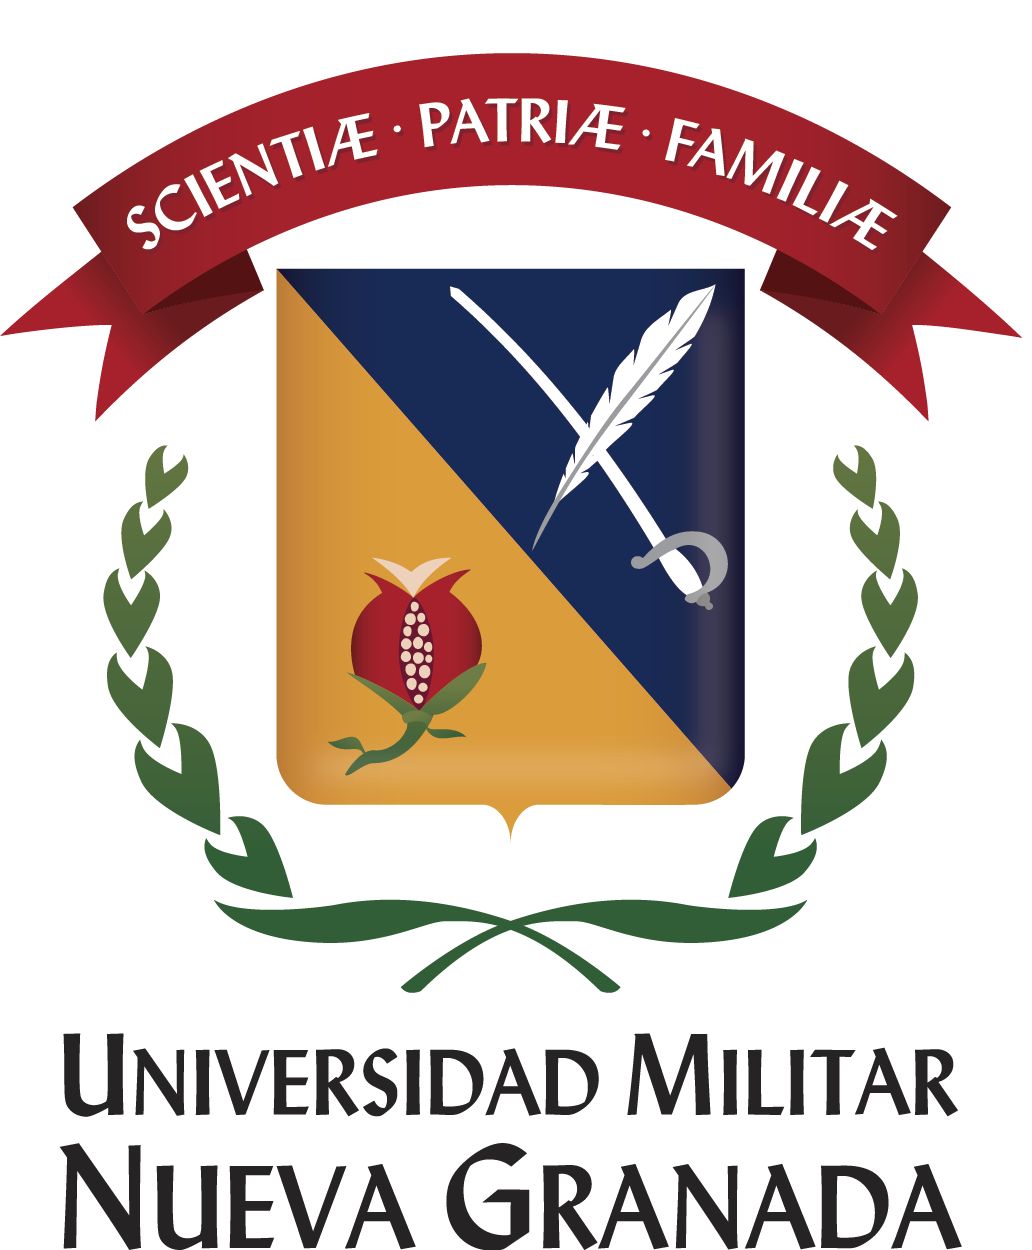 SCIENTIÆ · PATRIÆ · FAMILIÆ
UNIVERSIDAD MILITAR
NUEVA GRANADA